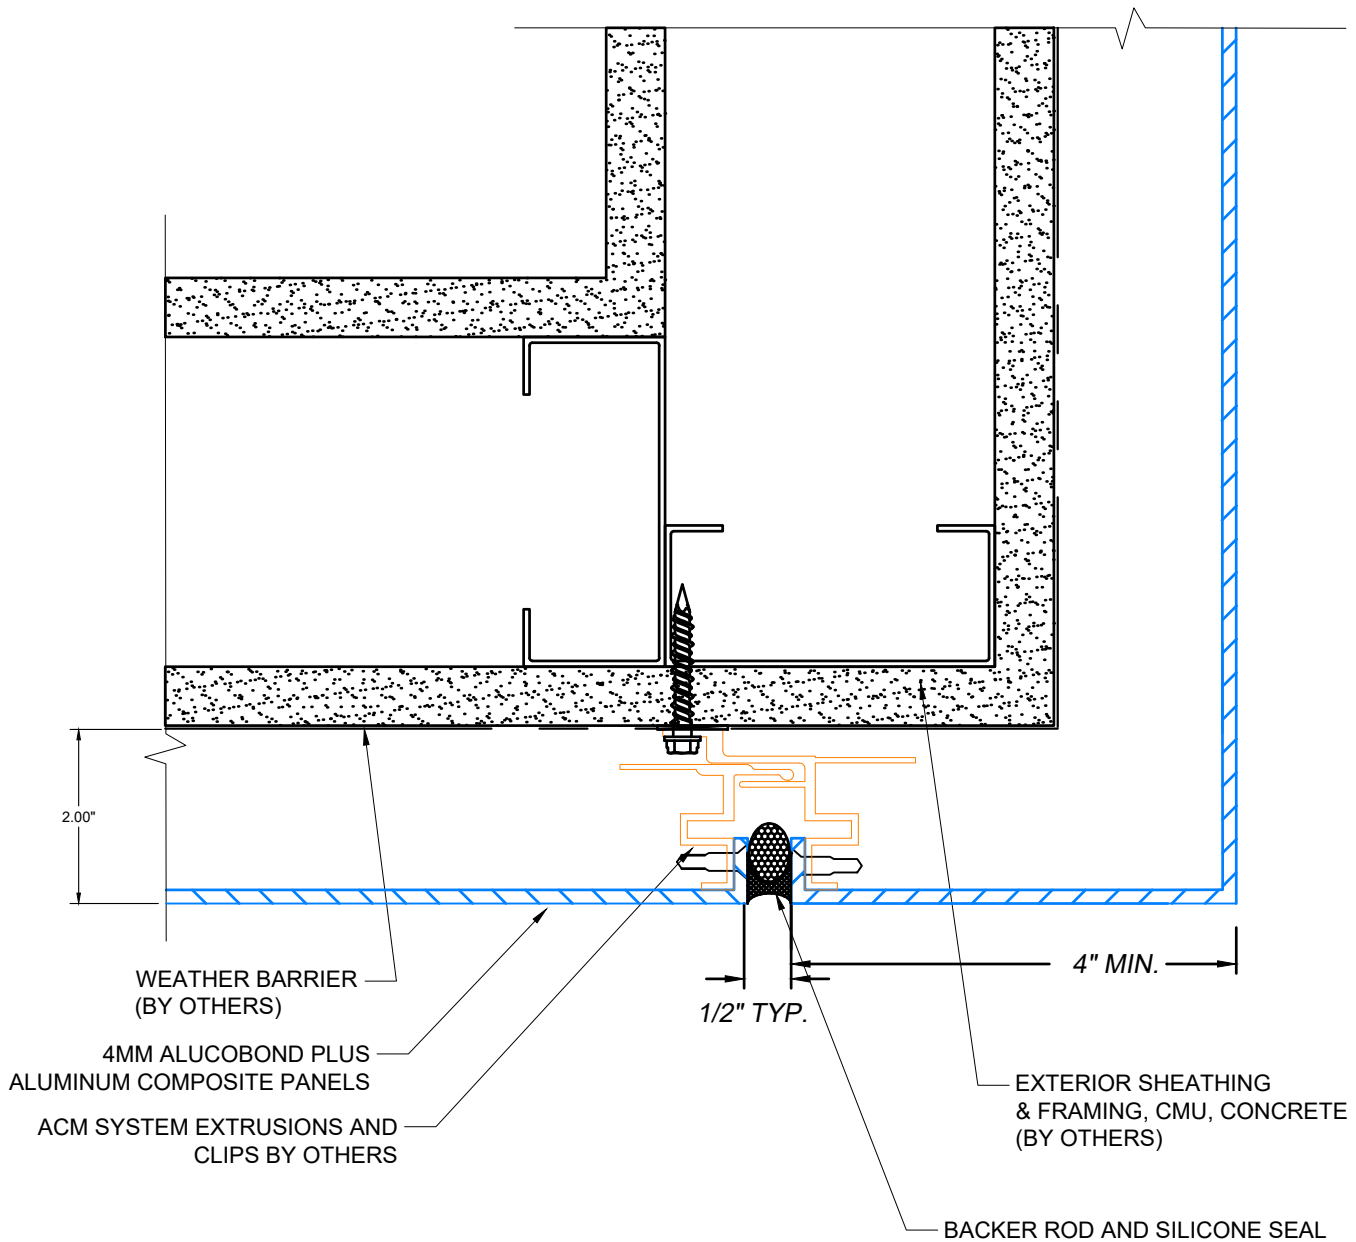 2.00"
WEATHER BARRIER
(BY OTHERS)
4" MIN.
1/2" TYP.
4MM ALUCOBOND PLUS
ALUMINUM COMPOSITE PANELS
ACM SYSTEM EXTRUSIONS AND
CLIPS BY OTHERS
EXTERIOR SHEATHING
& FRAMING, CMU, CONCRETE
(BY OTHERS)
BACKER ROD AND SILICONE SEAL